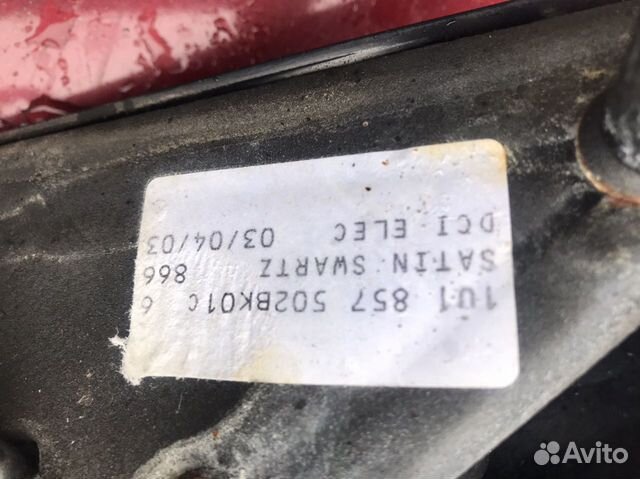 1U1 857 502BK01C 6
SATIN SWARTZ 866
DCI ELEC 03/04/03
Avito